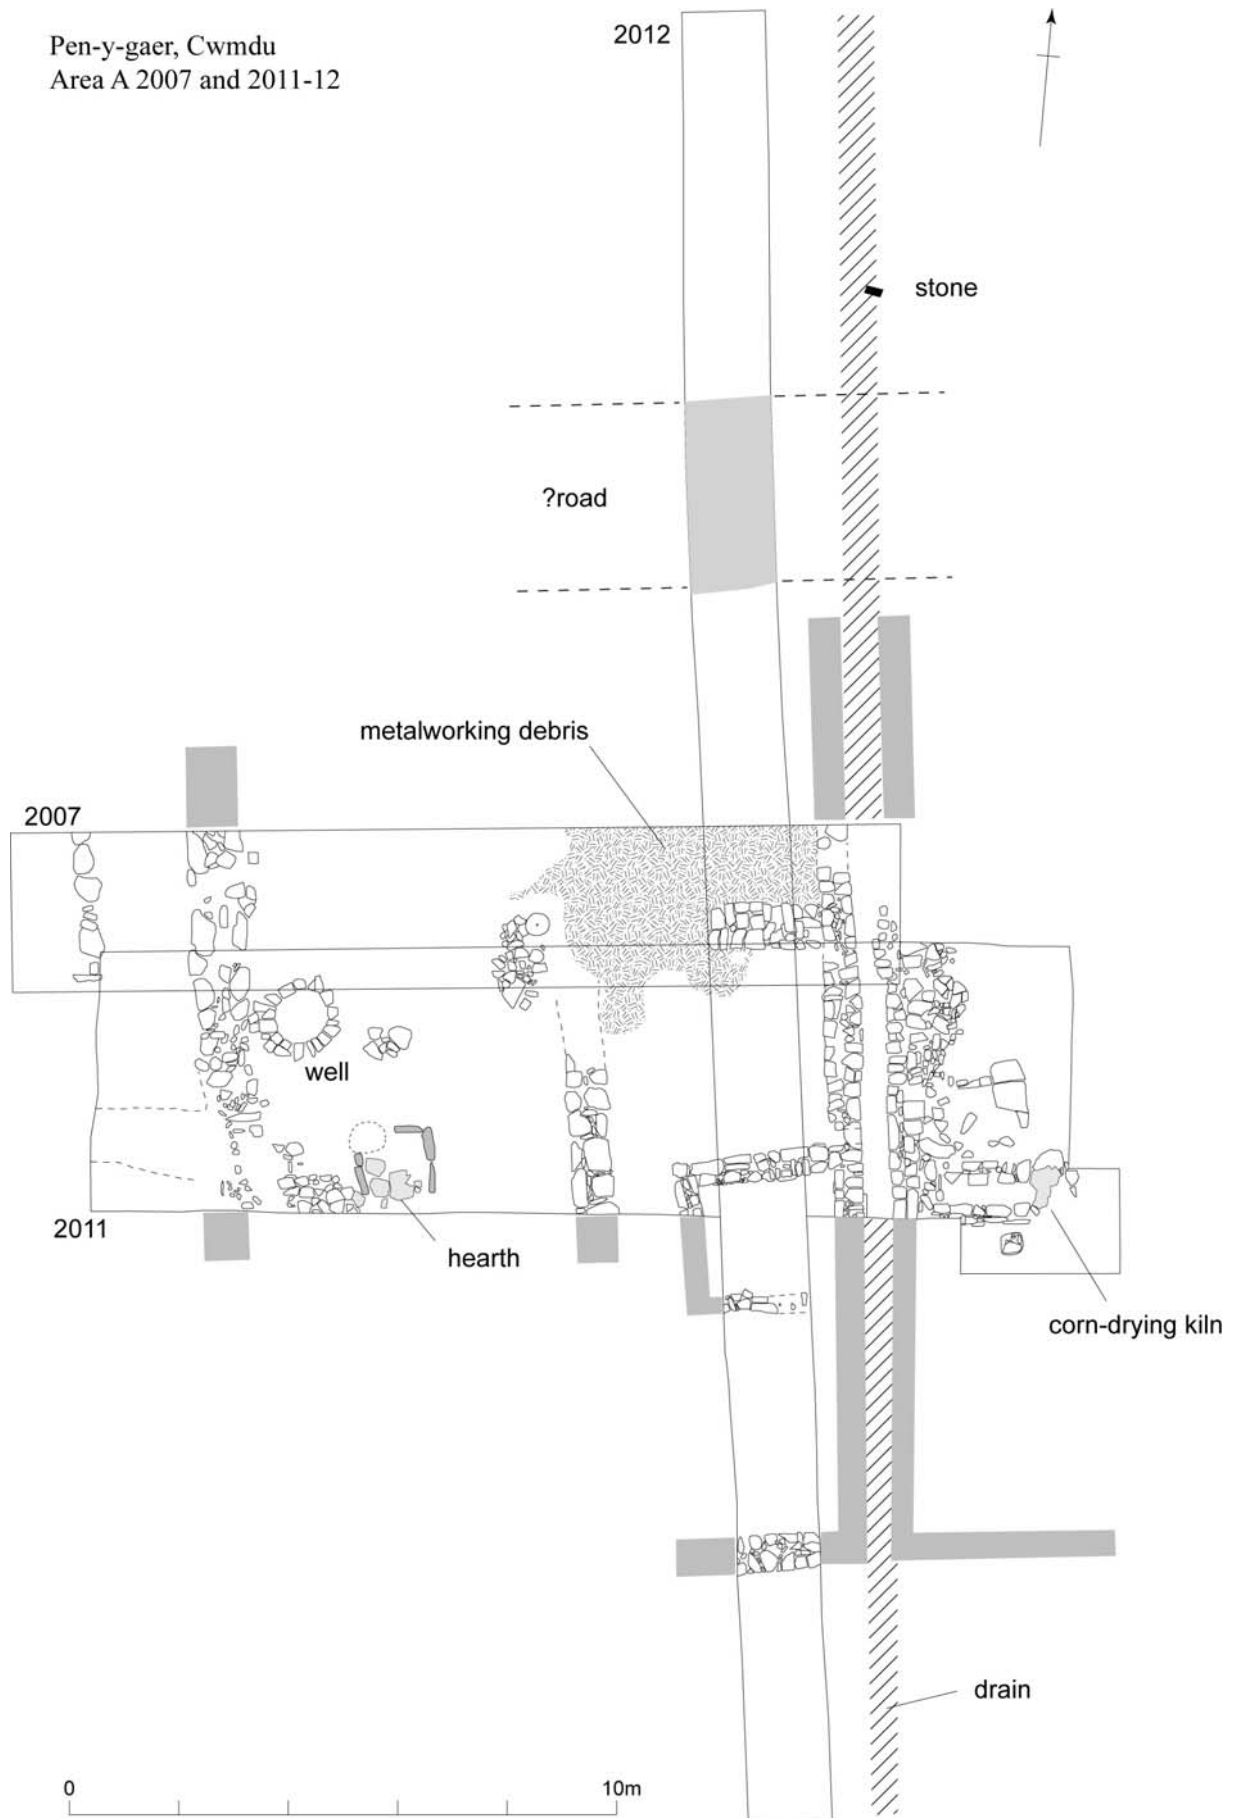 Pen-y-gaer, Cwmdu
Area A 2007 and 2011-12
2012
stone
?road
metalworking debris
2007
well
2011
hearth
corn-drying kiln
drain
0
10m